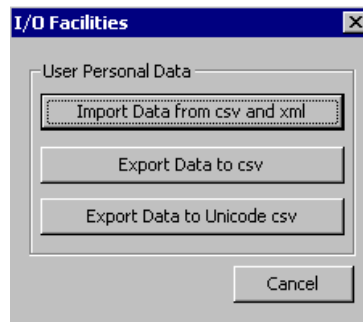 I/O Facilities
User Personal Data
Import Data from csv and xml
Export Data to csv
Export Data to Unicode csv
Cancel